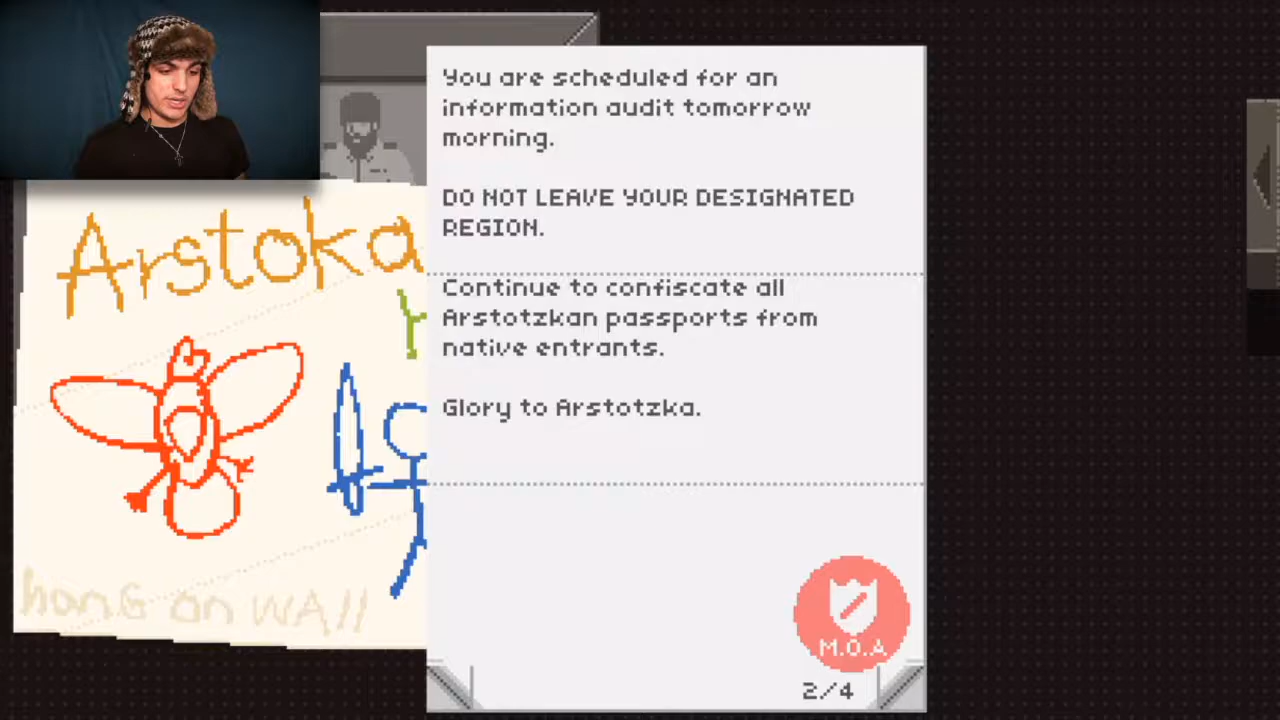 You are scheduled for an
information audit tomorrow
morning.
DO NOT LEAVE YOUR DESIGNATED
REGION.
Continue to confiscate all
Arstotzkan passports from
native entrants.
Glory to Arstotzka.
M.O.A
2/4
Arstoka
hanG on WAll